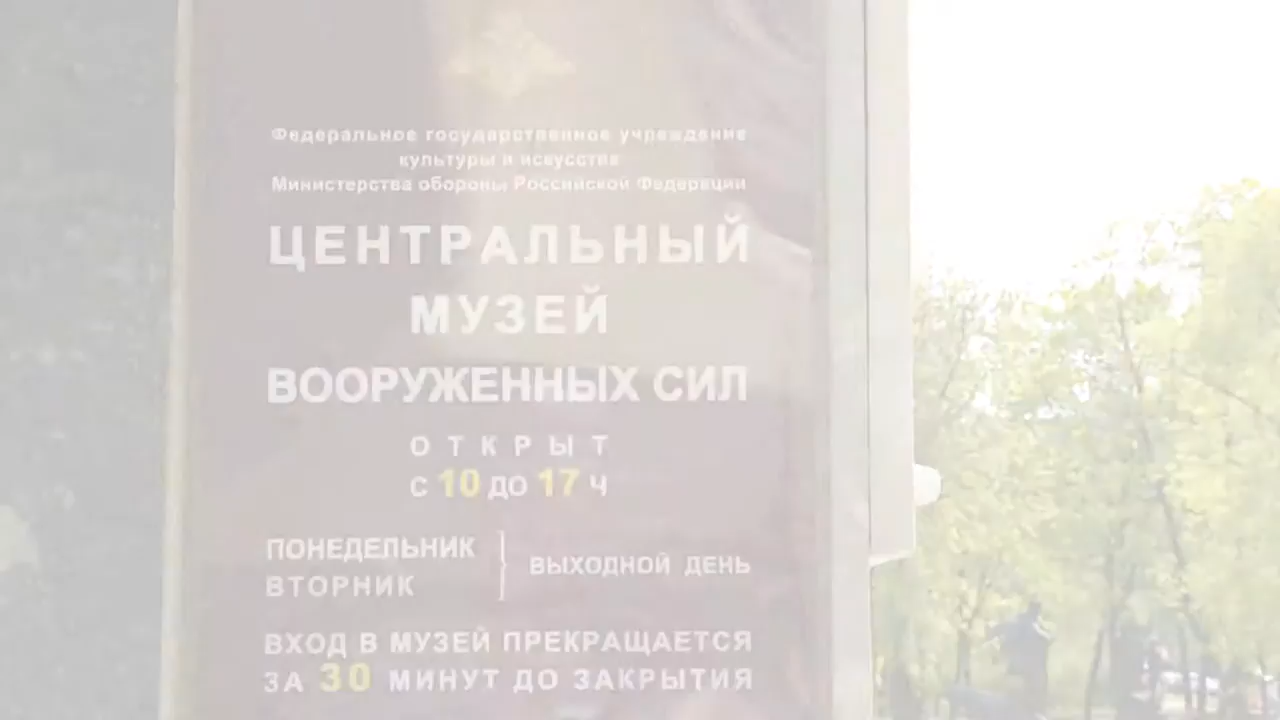 Федеральное государственное учреждение
культуры и искусства
Министерства обороны Российской Федерации
ЦЕНТРАЛЬНЫЙ
МУЗЕЙ
ВООРУЖЕННЫХ СИЛ
ОТКРЫТ
С 10 ДО 17 Ч
ПОНЕДЕЛЬНИК
ВТОРНИК
ВЫХОДНОЙ ДЕНЬ
ВХОД В МУЗЕЙ ПРЕКРАЩАЕТСЯ
ЗА 30 МИНУТ ДО ЗАКРЫТИЯ